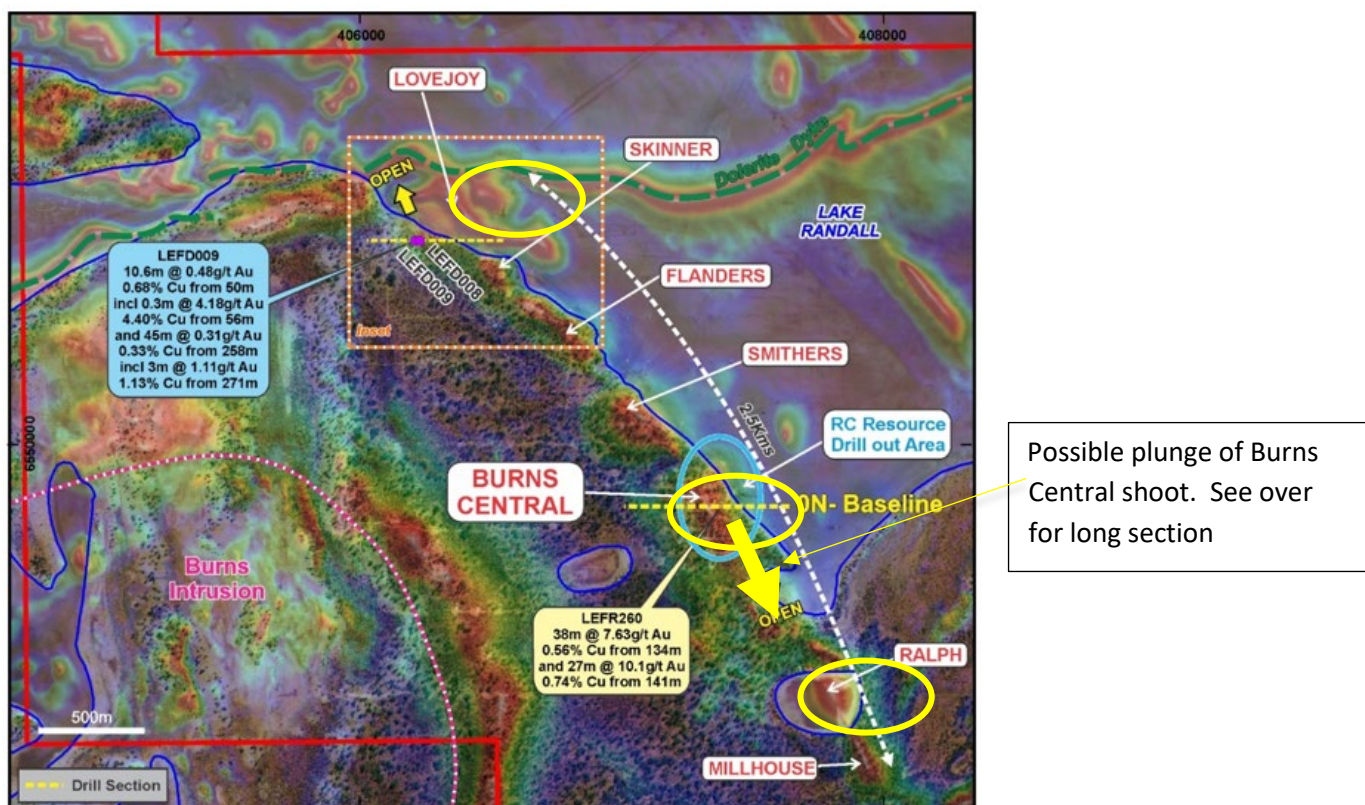 406000
408000
LOVEJOY
SKINNER
OPEN
Dolerite Dyke
LAKE
RANDALL
LEFD009
10.6m @ 0.48g/t Au
0.68% Cu from 50m
incl 0.3m @ 4.18g/t Au
4.40% Cu from 56m
and 45m @ 0.31g/t Au
0.33% Cu from 258m
incl 3m @ 1.11g/t Au
1.13% Cu from 271m
LEFD008
LEFD009
FLANDERS
Inset
SMITHERS
2.5Kms
6550000
RC Resource
Drill out Area
BURNS
CENTRAL
0N- Baseline
Possible plunge of Burns
Central shoot. See over
for long section
Burns
Intrusion
OPEN
LEFR260
38m @ 7.63g/t Au
0.56% Cu from 134m
and 27m @ 10.1g/t Au
0.74% Cu from 141m
RALPH
500m
MILLHOUSE
Drill Section